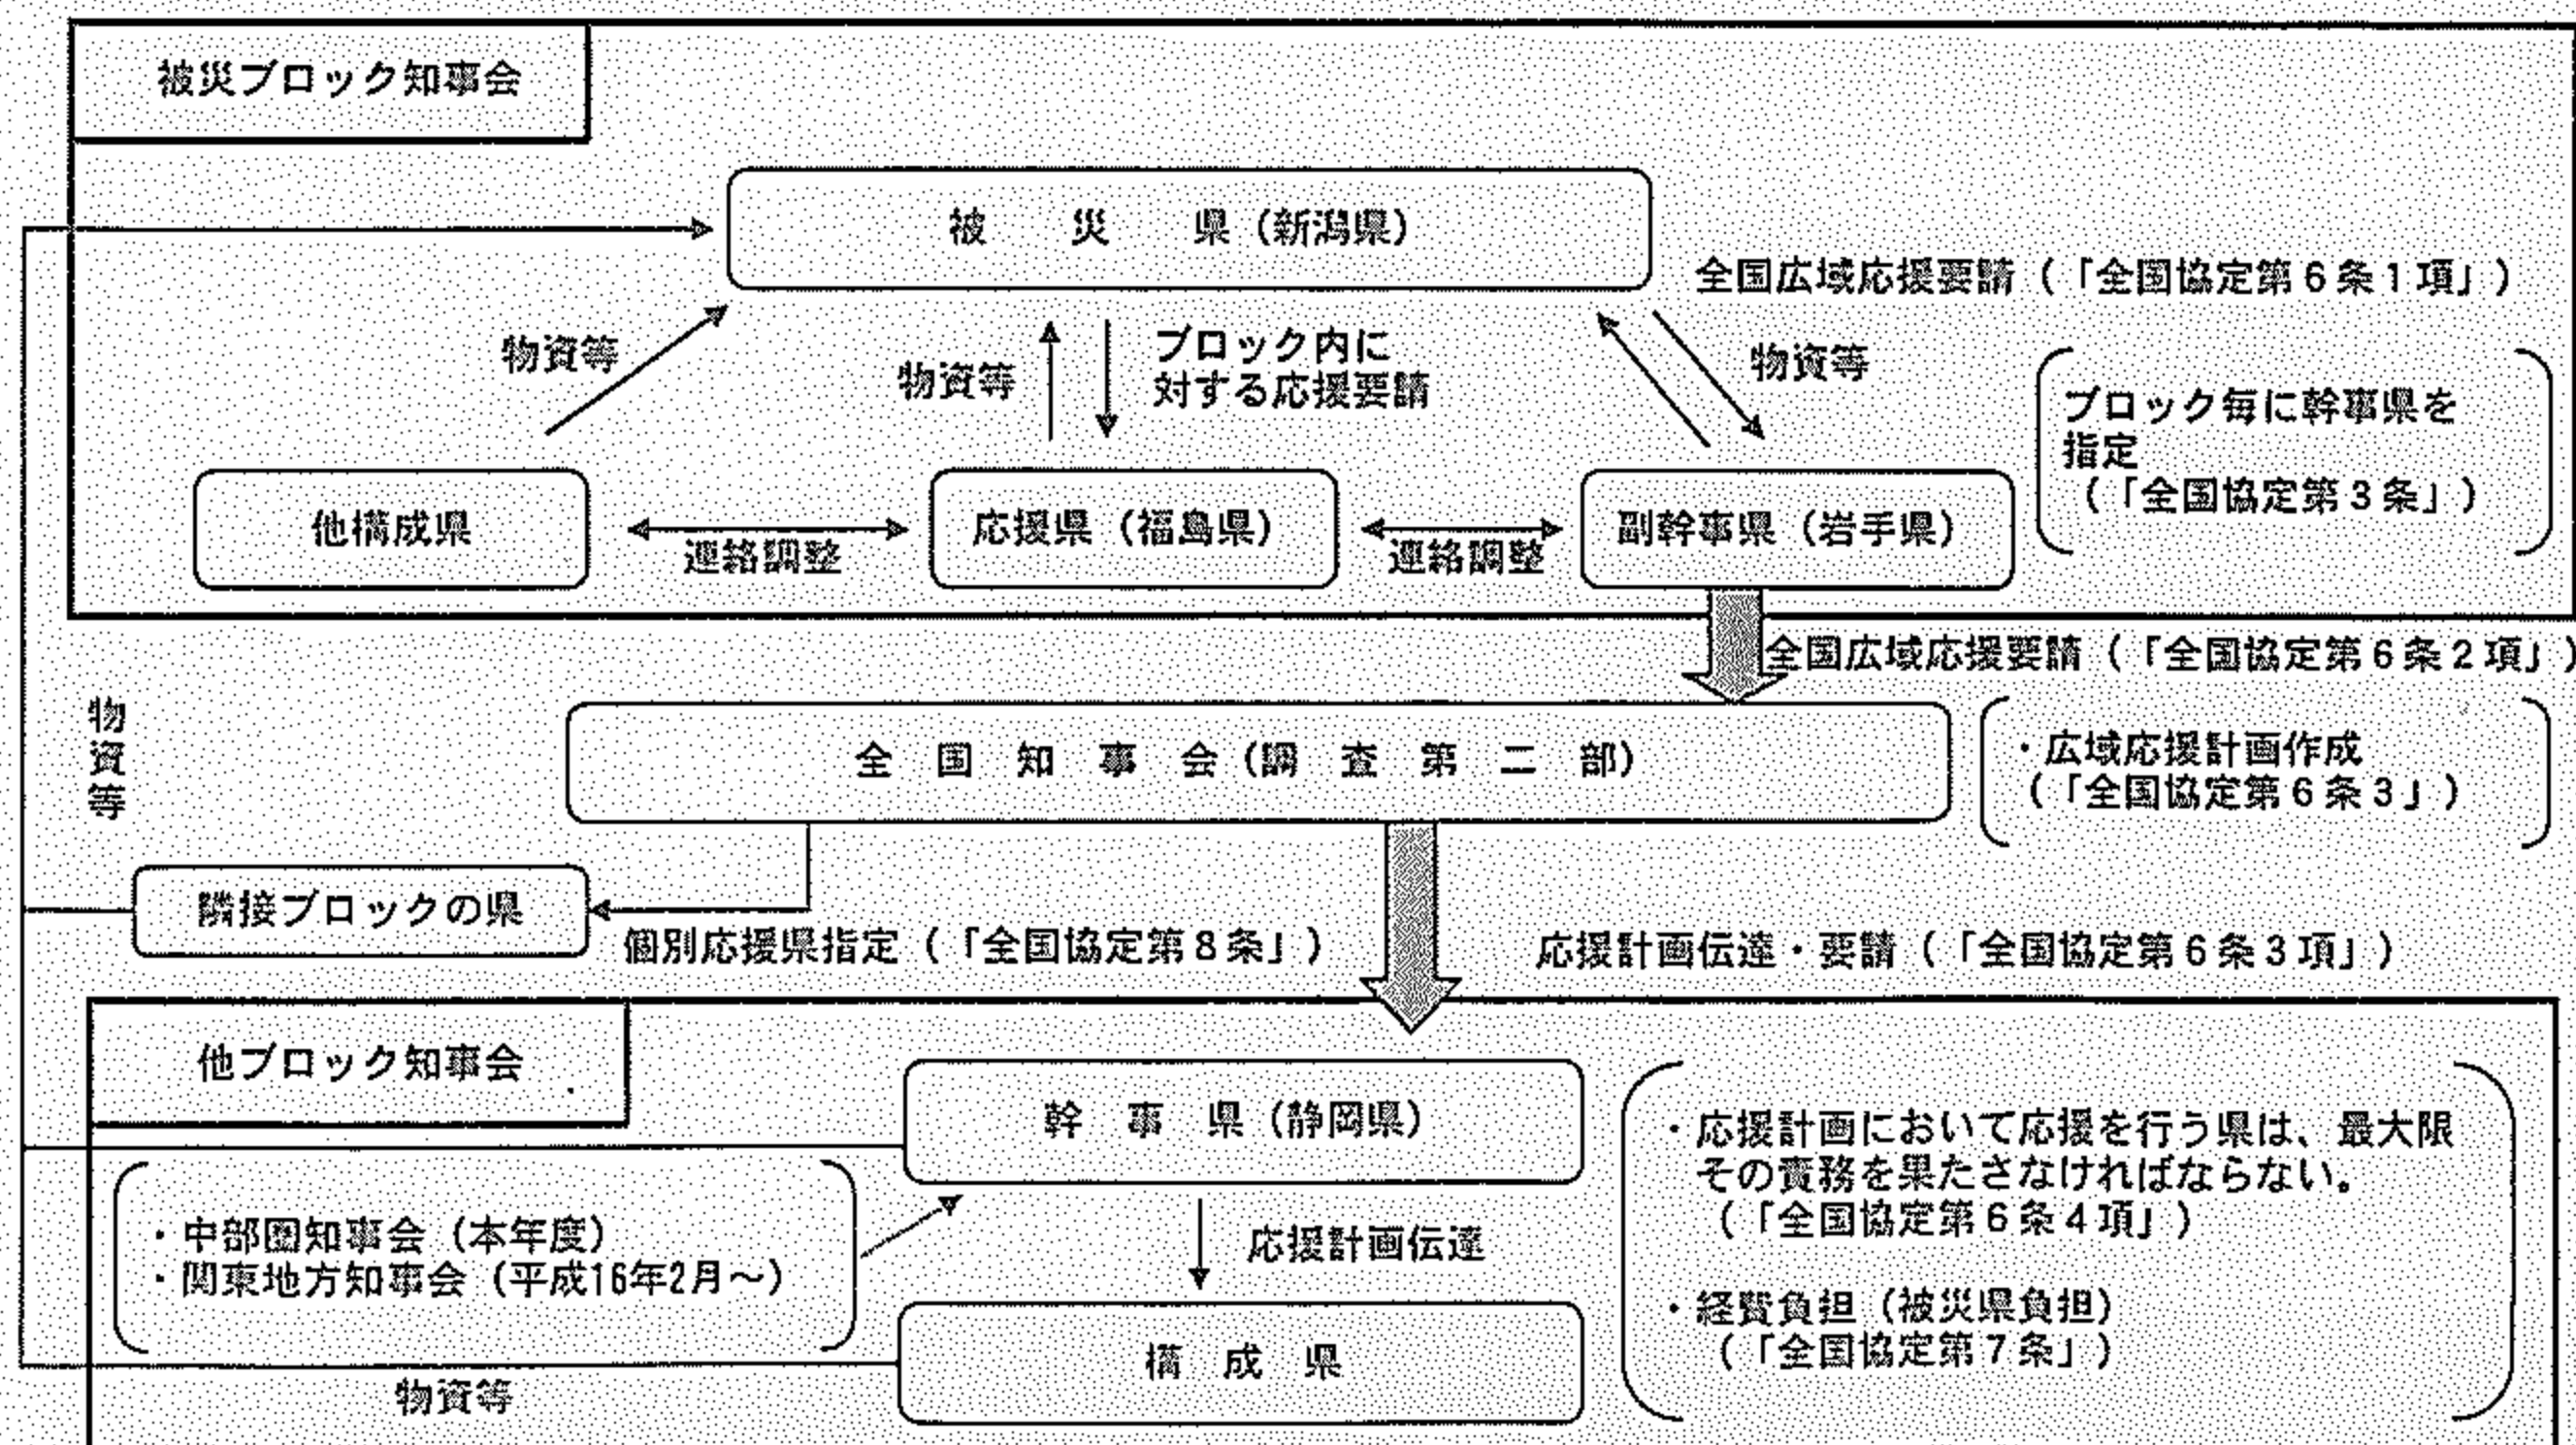 被災ブロック知事会
被災県（新潟県）
全国広域応援要請（「全国協定第６条１項」）
物資等
物資等
ブロック内に
対する応援要請
物資等
ブロック毎に幹事県を
指定
（「全国協定第３条」）
他構成県
連絡調整
応援県（福島県）
連絡調整
副幹事県（岩手県）
全国広域応援要請（「全国協定第６条２項」）
物資等
全国知事会（調査第二部）
・広域応援計画作成
（「全国協定第６条３」）
隣接ブロックの県
個別応援県指定（「全国協定第８条」）
応援計画伝達・要請（「全国協定第６条３項」）
他ブロック知事会
幹事県（静岡県）
・中部圏知事会（本年度）
・関東地方知事会（平成16年2月～）
応援計画伝達
構成県
物資等
・応援計画において応援を行う県は、最大限
その責務を果たさなければならない。
（「全国協定第６条４項」）
・経費負担（被災県負担）
（「全国協定第７条」）